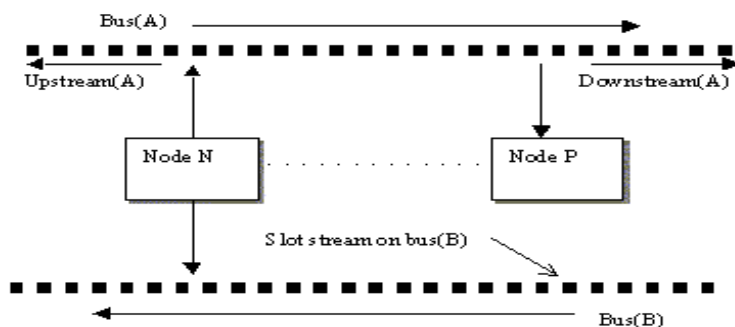 Bus(A)
Upstream(A)
Downstream(A)
Node N
Node P
Slot stream on bus(B)
Bus(B)